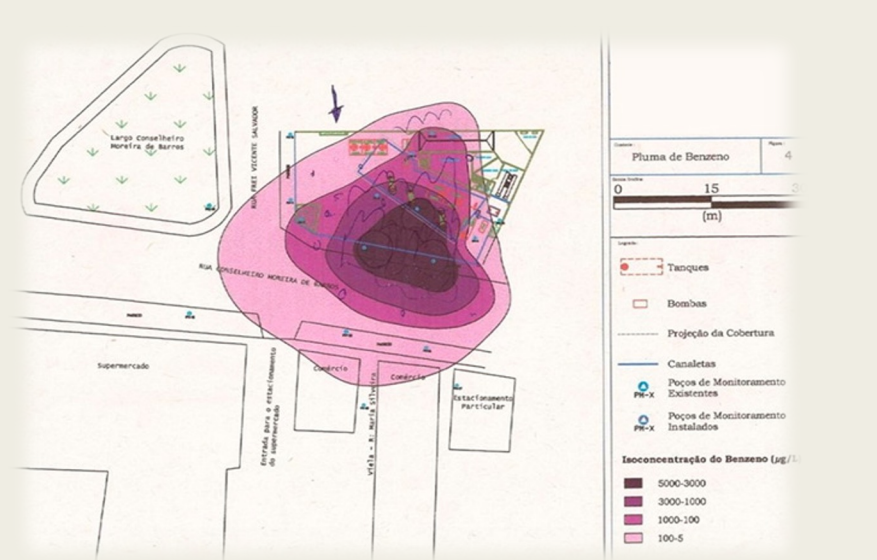 Largo Conselheiro
Moreira de Barros
RUA FREI VICENTE SALVADOR
RUA CONSELHEIRO MOREIRA DE BARROS
Supermercado
Entrada para o estacionamento
do supermercado
Comércio
Viela - R: Maria Silveira
Comércio
Estacionamento
Particular
Pluma de Benzeno
4
0
15
(m)
Tanques
Bombas
Projeção da Cobertura
Canaletas
PM-X
Poços de Monitoramento
Existentes
PM-X
Poços de Monitoramento
Instalados
Isoconcentração do Benzeno (µg/L
5000-3000
3000-1000
1000-100
100-5